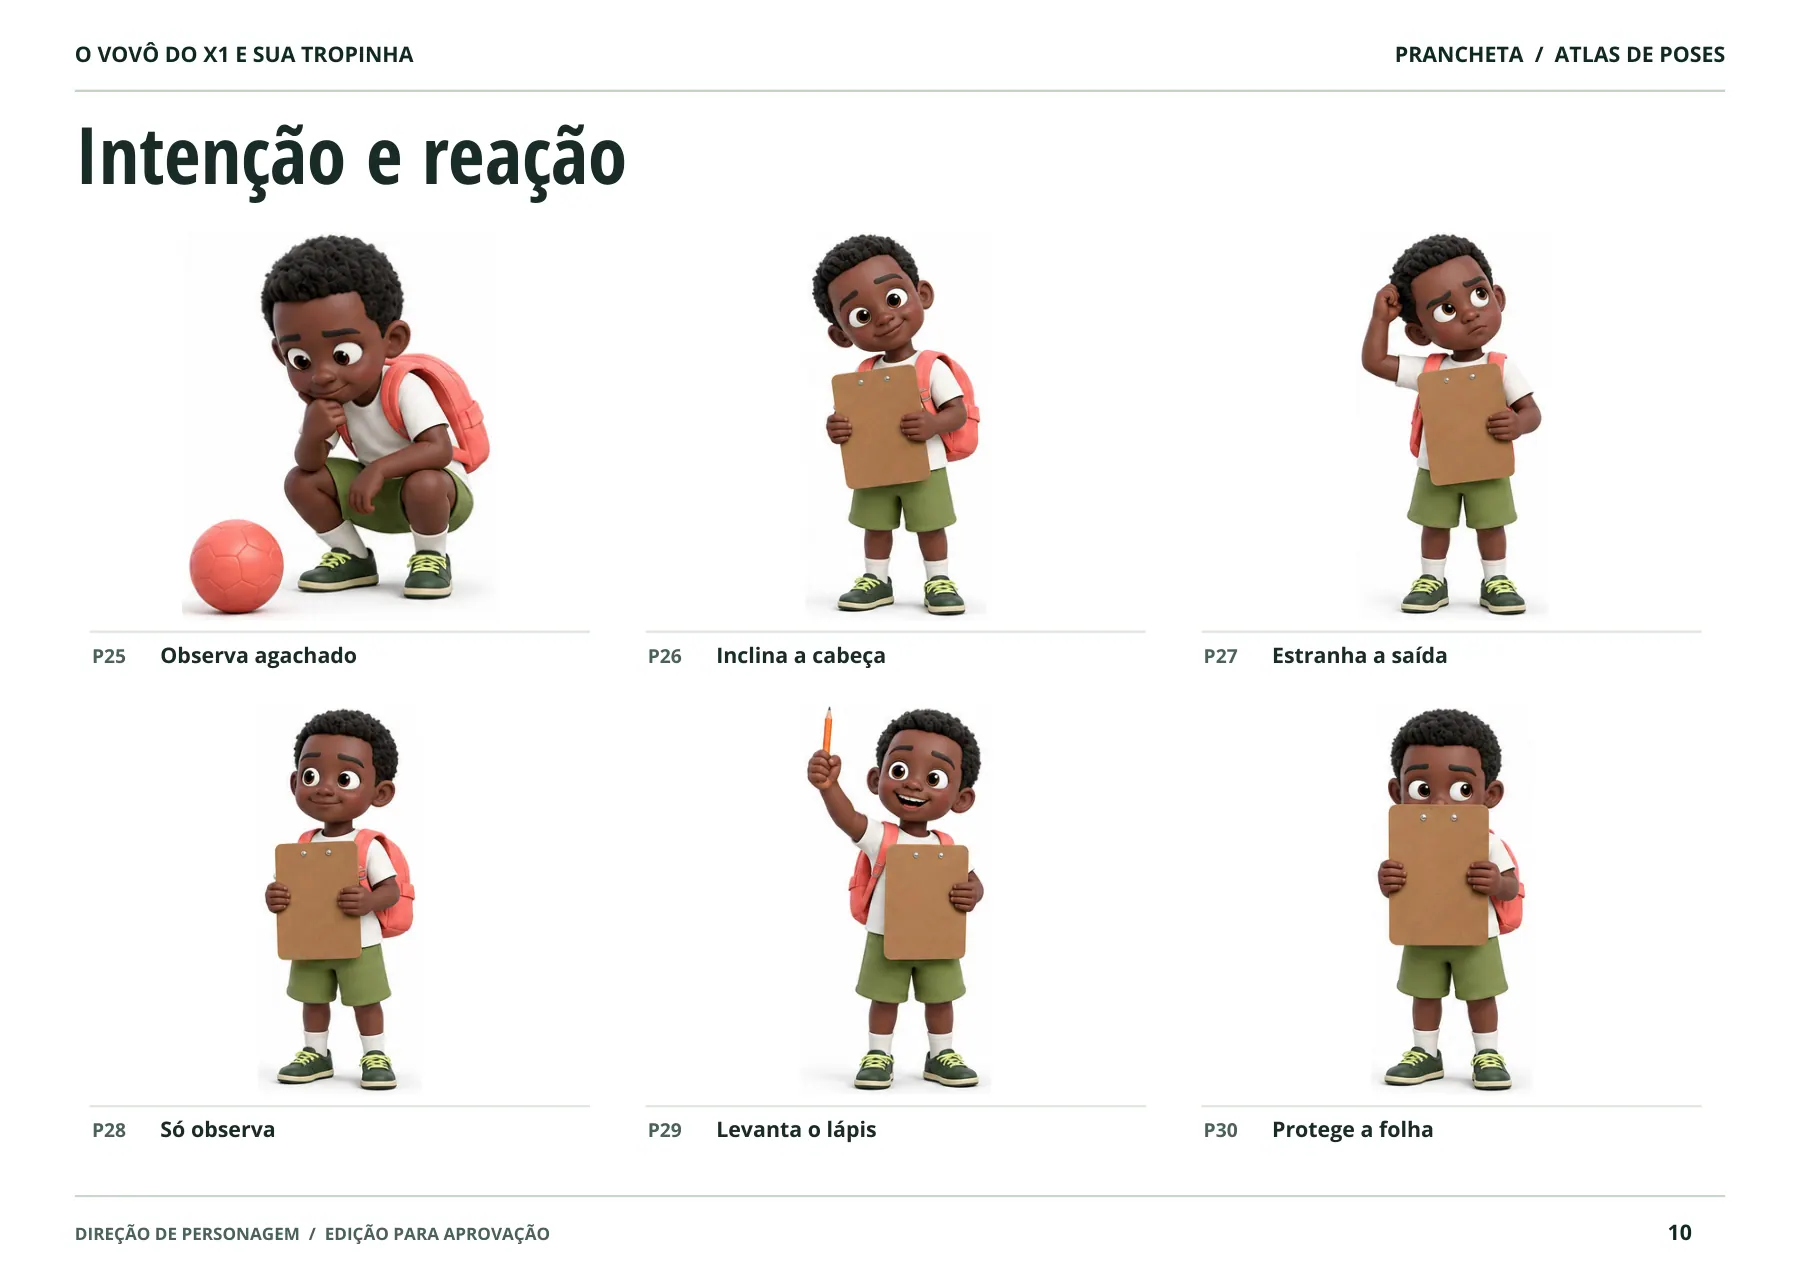 O VOVÔ DO X1 E SUA TROPINHA
PRANCHETA / ATLAS DE POSES
Intenção e reação
P25 Observa agachado
P26 Inclina a cabeça
P27 Estranha a saída
P28 Só observa
P29 Levanta o lápis
P30 Protege a folha
DIREÇÃO DE PERSONAGEM / EDIÇÃO PARA APROVAÇÃO
10